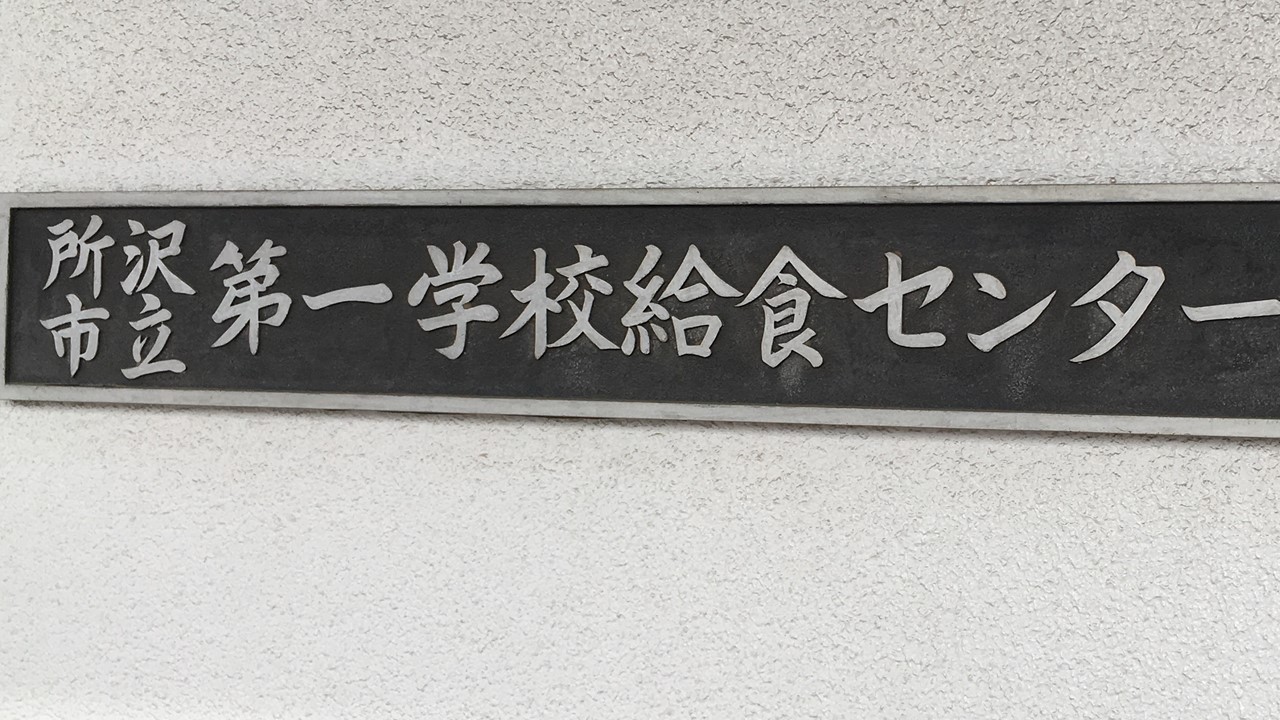 所沢
市立
第一学校給食センター